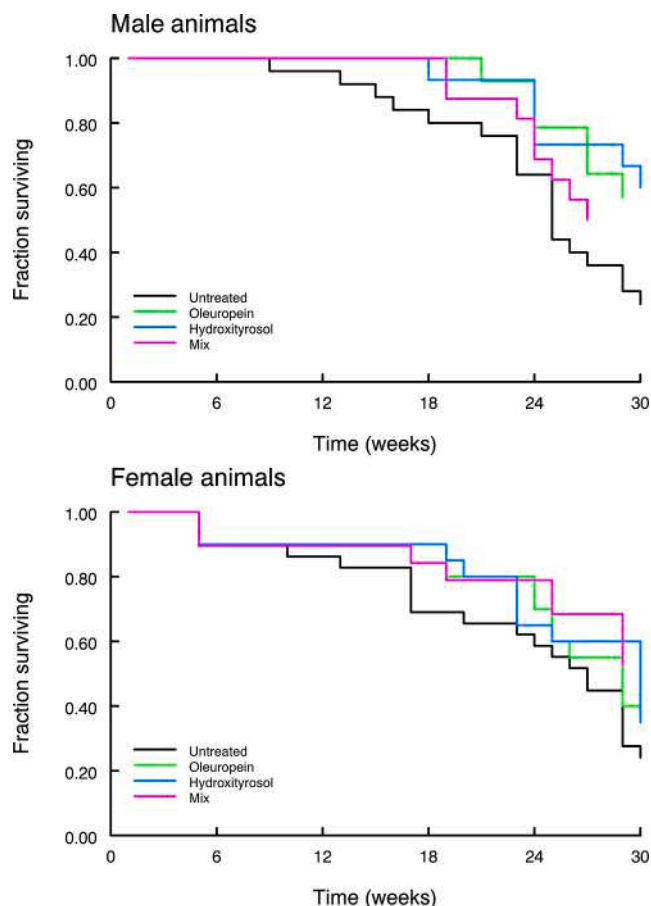 Male animals
1.00
0.80
0.60
0.40
0.20
0.00
Fraction surviving
Untreated
Oleuropein
Hydroxityrosol
Mix
0 6 12 18 24 30
Time (weeks)
Female animals
1.00
0.80
0.60
0.40
0.20
0.00
Fraction surviving
Untreated
Oleuropein
Hydroxityrosol
Mix
0 6 12 18 24 30
Time (weeks)